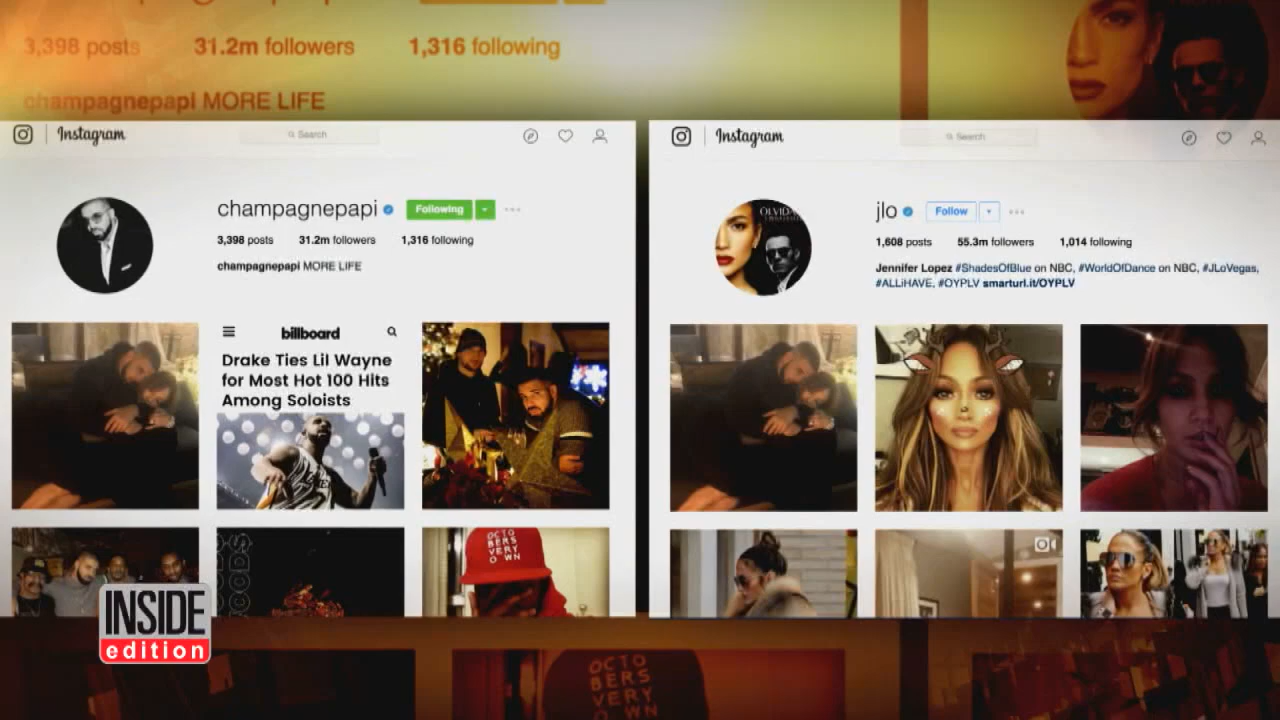 3,398 posts 31.2m followers 1,316 following
champagnepapi MORE LIFE
Instagram Search
champagnepapi Following
3,398 posts 31.2m followers 1,316 following
champagnepapi MORE LIFE
billboard
Drake Ties Lil Wayne
for Most Hot 100 Hits
Among Soloists
OCTO
BERS
VERY
OWN
Instagram Search
jlo Follow
1,608 posts 55.3m followers 1,014 following
Jennifer Lopez #ShadesOfBlue on NBC, #WorldOfDance on NBC, #JLoVegas,
#ALLiHAVE, #OYPLV smarturl.it/OYPLV
INSIDE
edition
OCTO
BERS
VERY
OWN